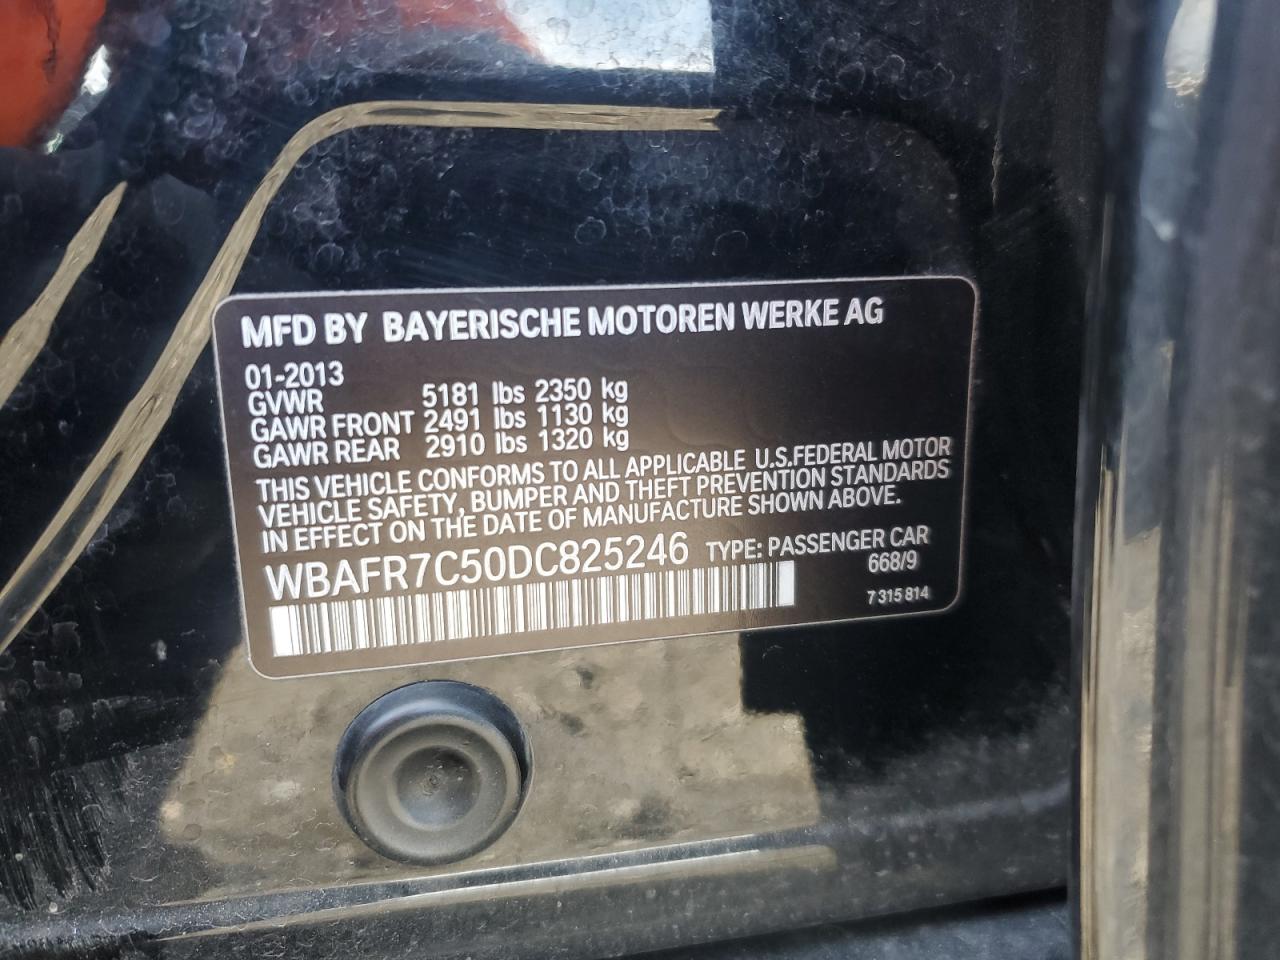 MFD BY BAYERISCHE MOTOREN WERKE AG
01-2013
GVWR 5181 lbs 2350 kg
GAWR FRONT 2491 lbs 1130 kg
GAWR REAR 2910 lbs 1320 kg
THIS VEHICLE CONFORMS TO ALL APPLICABLE U.S.FEDERAL MOTOR
VEHICLE SAFETY, BUMPER AND THEFT PREVENTION STANDARDS
IN EFFECT ON THE DATE OF MANUFACTURE SHOWN ABOVE.
WBAFR7C50DC825246 TYPE: PASSENGER CAR
668/9
7 315 814